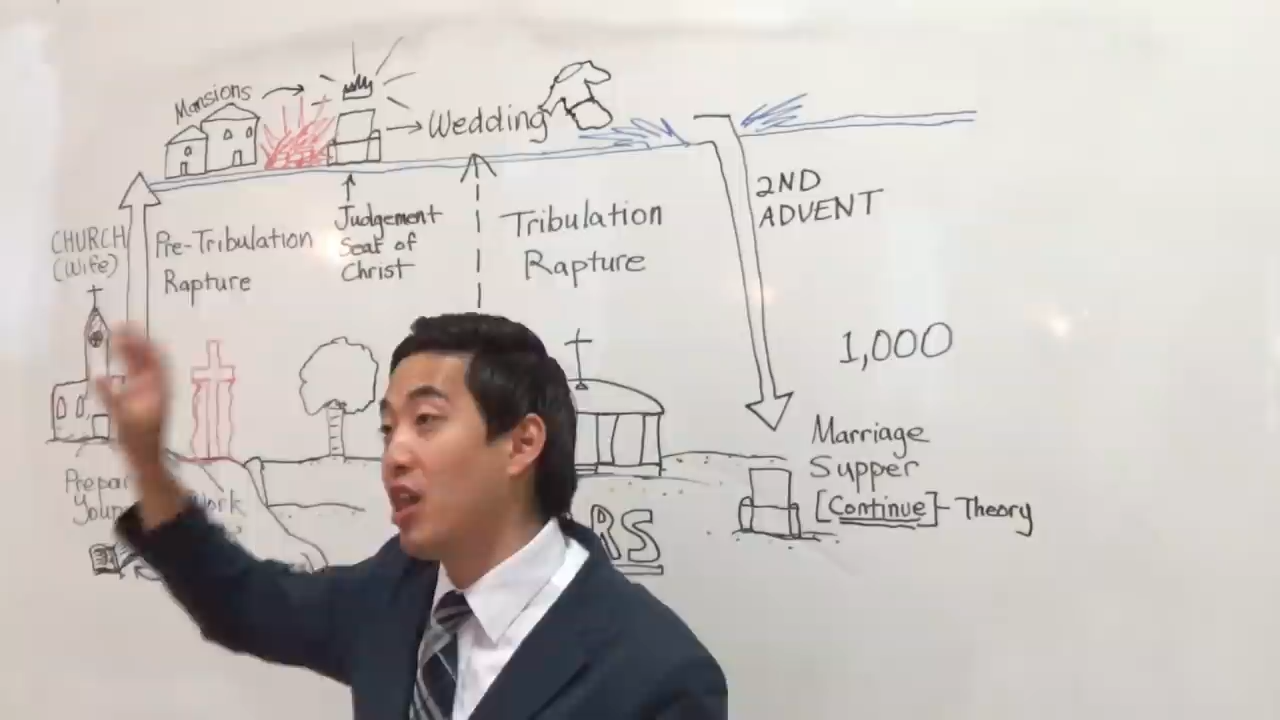 Mansions
Wedding
CHURCH
(Wife)
Pre-Tribulation
Rapture
Judgement
Seat of
Christ
Tribulation
Rapture
2ND
ADVENT
1,000
Marriage
Supper
[Continue] - Theory